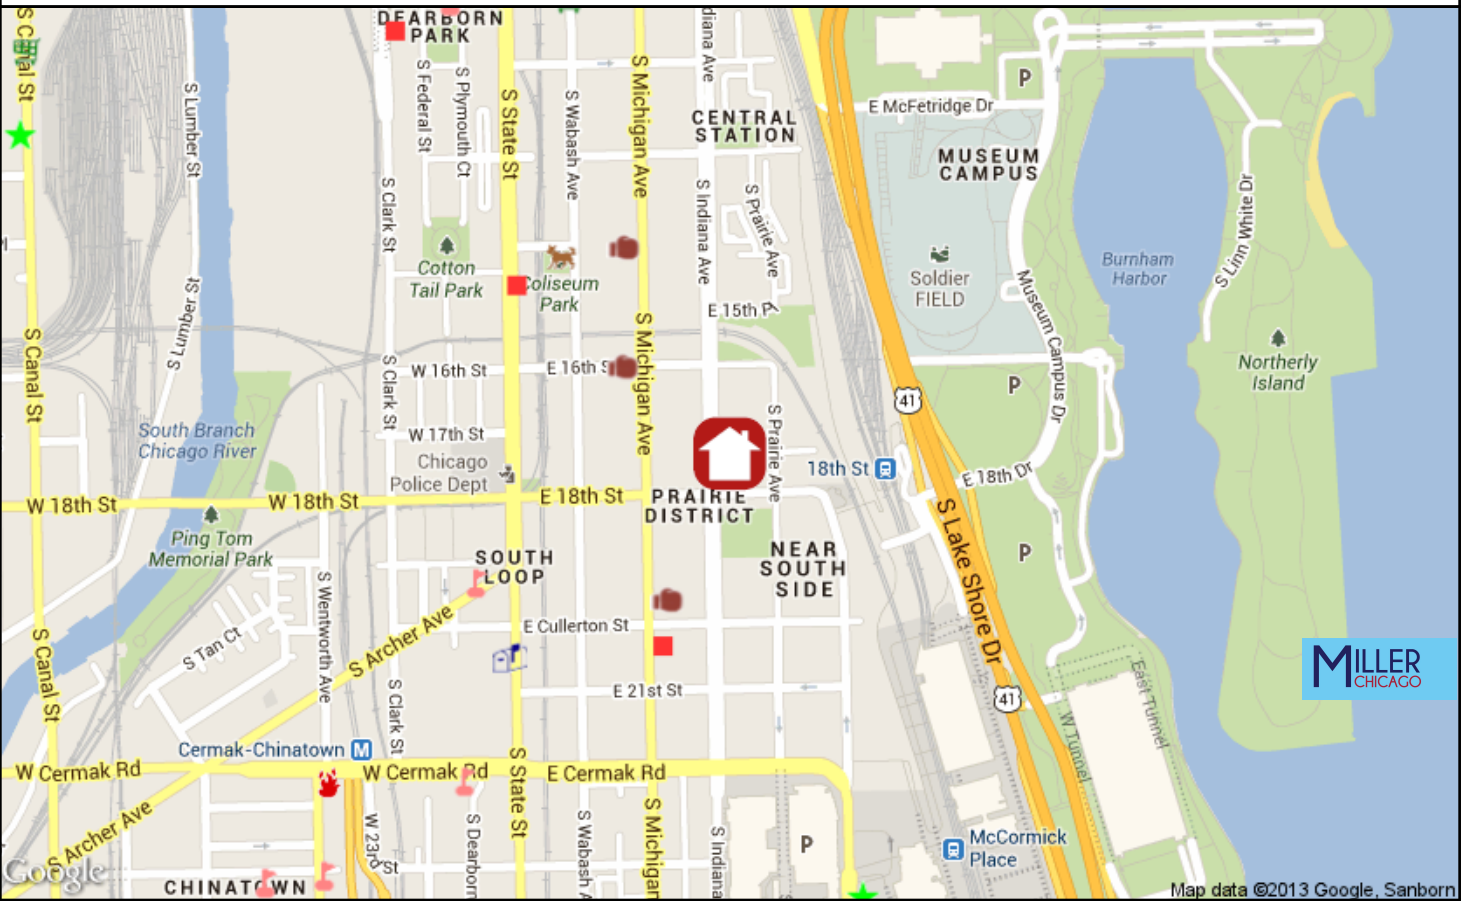 DEARBORN
PARK
S Canal St
S Lumber St
S Federal St
S Plymouth Ct
S State St
S Wabash Ave
S Michigan Ave
diana Ave
CENTRAL
STATION
E McFetridge Dr
P
MUSEUM
CAMPUS
S Clark St
S Indiana Ave
S Prairie Ave
S Linn White Dr
Cotton
Tail Park
Coliseum
Park
Soldier
FIELD
Burnham
Harbor
Museum Campus Dr
E 15th P
S Lumber St
S Canal St
S Clark St
W 16th St
E 16th S
S Michigan Ave
41
P
Northerly
Island
South Branch
Chicago River
W 17th St
S Prairie Ave
Chicago
Police Dept
18th St
E 18th Dr
W 18th St
W 18th St
E 18th St
PRAIRIE
DISTRICT
Ping Tom
Memorial Park
SOUTH
LOOP
NEAR
SOUTH
SIDE
S Lake Shore Dr
P
S Wentworth Ave
S Archer Ave
E Cullerton St
S Tan Ct
S Canal St
S Clark St
E 21st St
41
W Tunnel
East Tunnel
MILLER
CHICAGO
Cermak-Chinatown
M
W Cermak Rd
W Cermak Rd
E Cermak Rd
S State St
S Archer Ave
W 23rd St
S Dearborn
S Wabash A
S Michigan
S Indiana
P
McCormick
Place
CHINATOWN
Google
Map data ©2013 Google, Sanborn